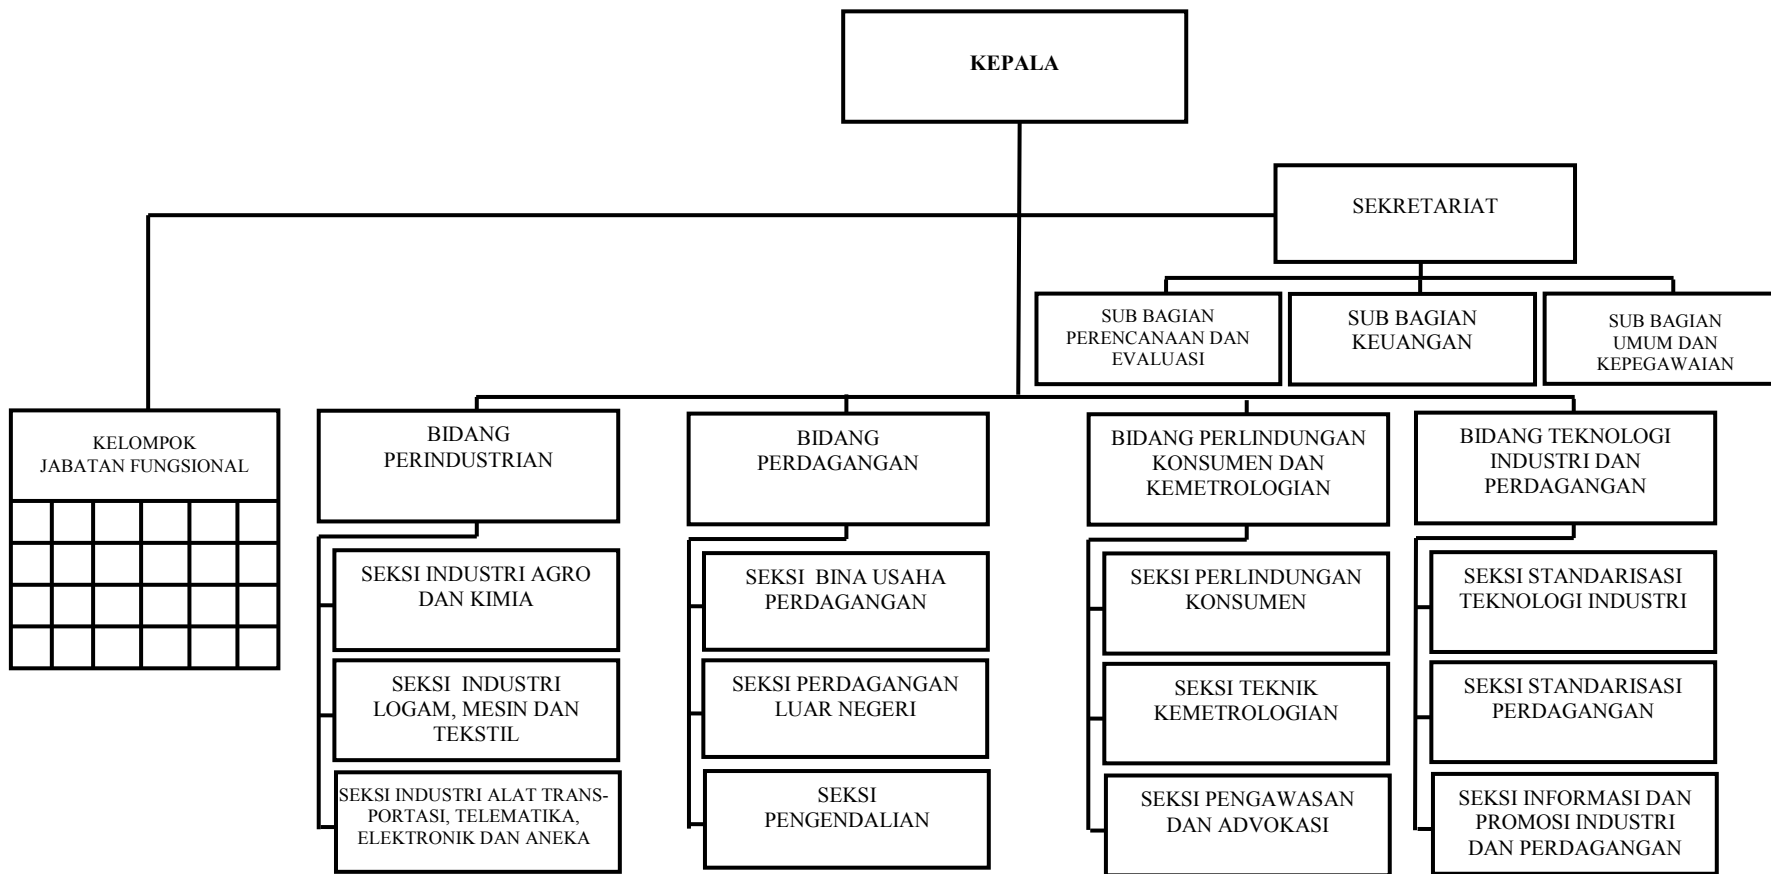 KEPALA
SEKRETARIAT
SUB BAGIAN
PERENCANAAN DAN
EVALUASI
SUB BAGIAN
KEUANGAN
SUB BAGIAN
UMUM DAN
KEPEGAWAIAN
KELOMPOK
JABATAN FUNGSIONAL
BIDANG
PERINDUSTRIAN
SEKSI INDUSTRI AGRO
DAN KIMIA
SEKSI INDUSTRI
LOGAM, MESIN DAN
TEKSTIL
SEKSI INDUSTRI ALAT TRANS-
PORTASI, TELEMATIKA,
ELEKTRONIK DAN ANEKA
BIDANG
PERDAGANGAN
SEKSI BINA USAHA
PERDAGANGAN
SEKSI PERDAGANGAN
LUAR NEGERI
SEKSI
PENGENDALIAN
BIDANG PERLINDUNGAN
KONSUMEN DAN
KEMETROLOGIAN
SEKSI PERLINDUNGAN
KONSUMEN
SEKSI TEKNIK
KEMETROLOGIAN
SEKSI PENGAWASAN
DAN ADVOKASI
BIDANG TEKNOLOGI
INDUSTRI DAN
PERDAGANGAN
SEKSI STANDARISASI
TEKNOLOGI INDUSTRI
SEKSI STANDARISASI
PERDAGANGAN
SEKSI INFORMASI DAN
PROMOSI INDUSTRI
DAN PERDAGANGAN